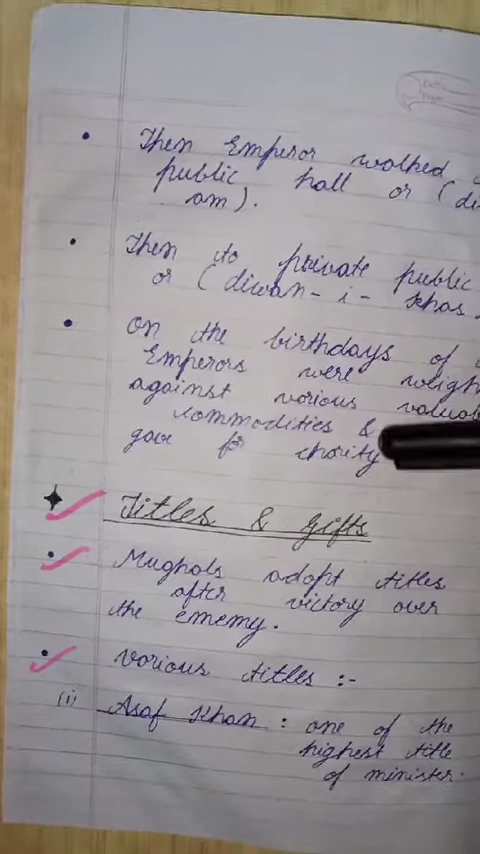 Then Emperor walked
public hall or (di
am).
Then to private public
or (diwan-i- khas
on the birthdays of
Emperors were weigh
against various valuab
commodities &
gave for charity
Titles & Gifts
Mughals adopt titles
after victory over
the ememy.
various titles :-
(i) Asaf Khan : one of the
highest title
of minister.